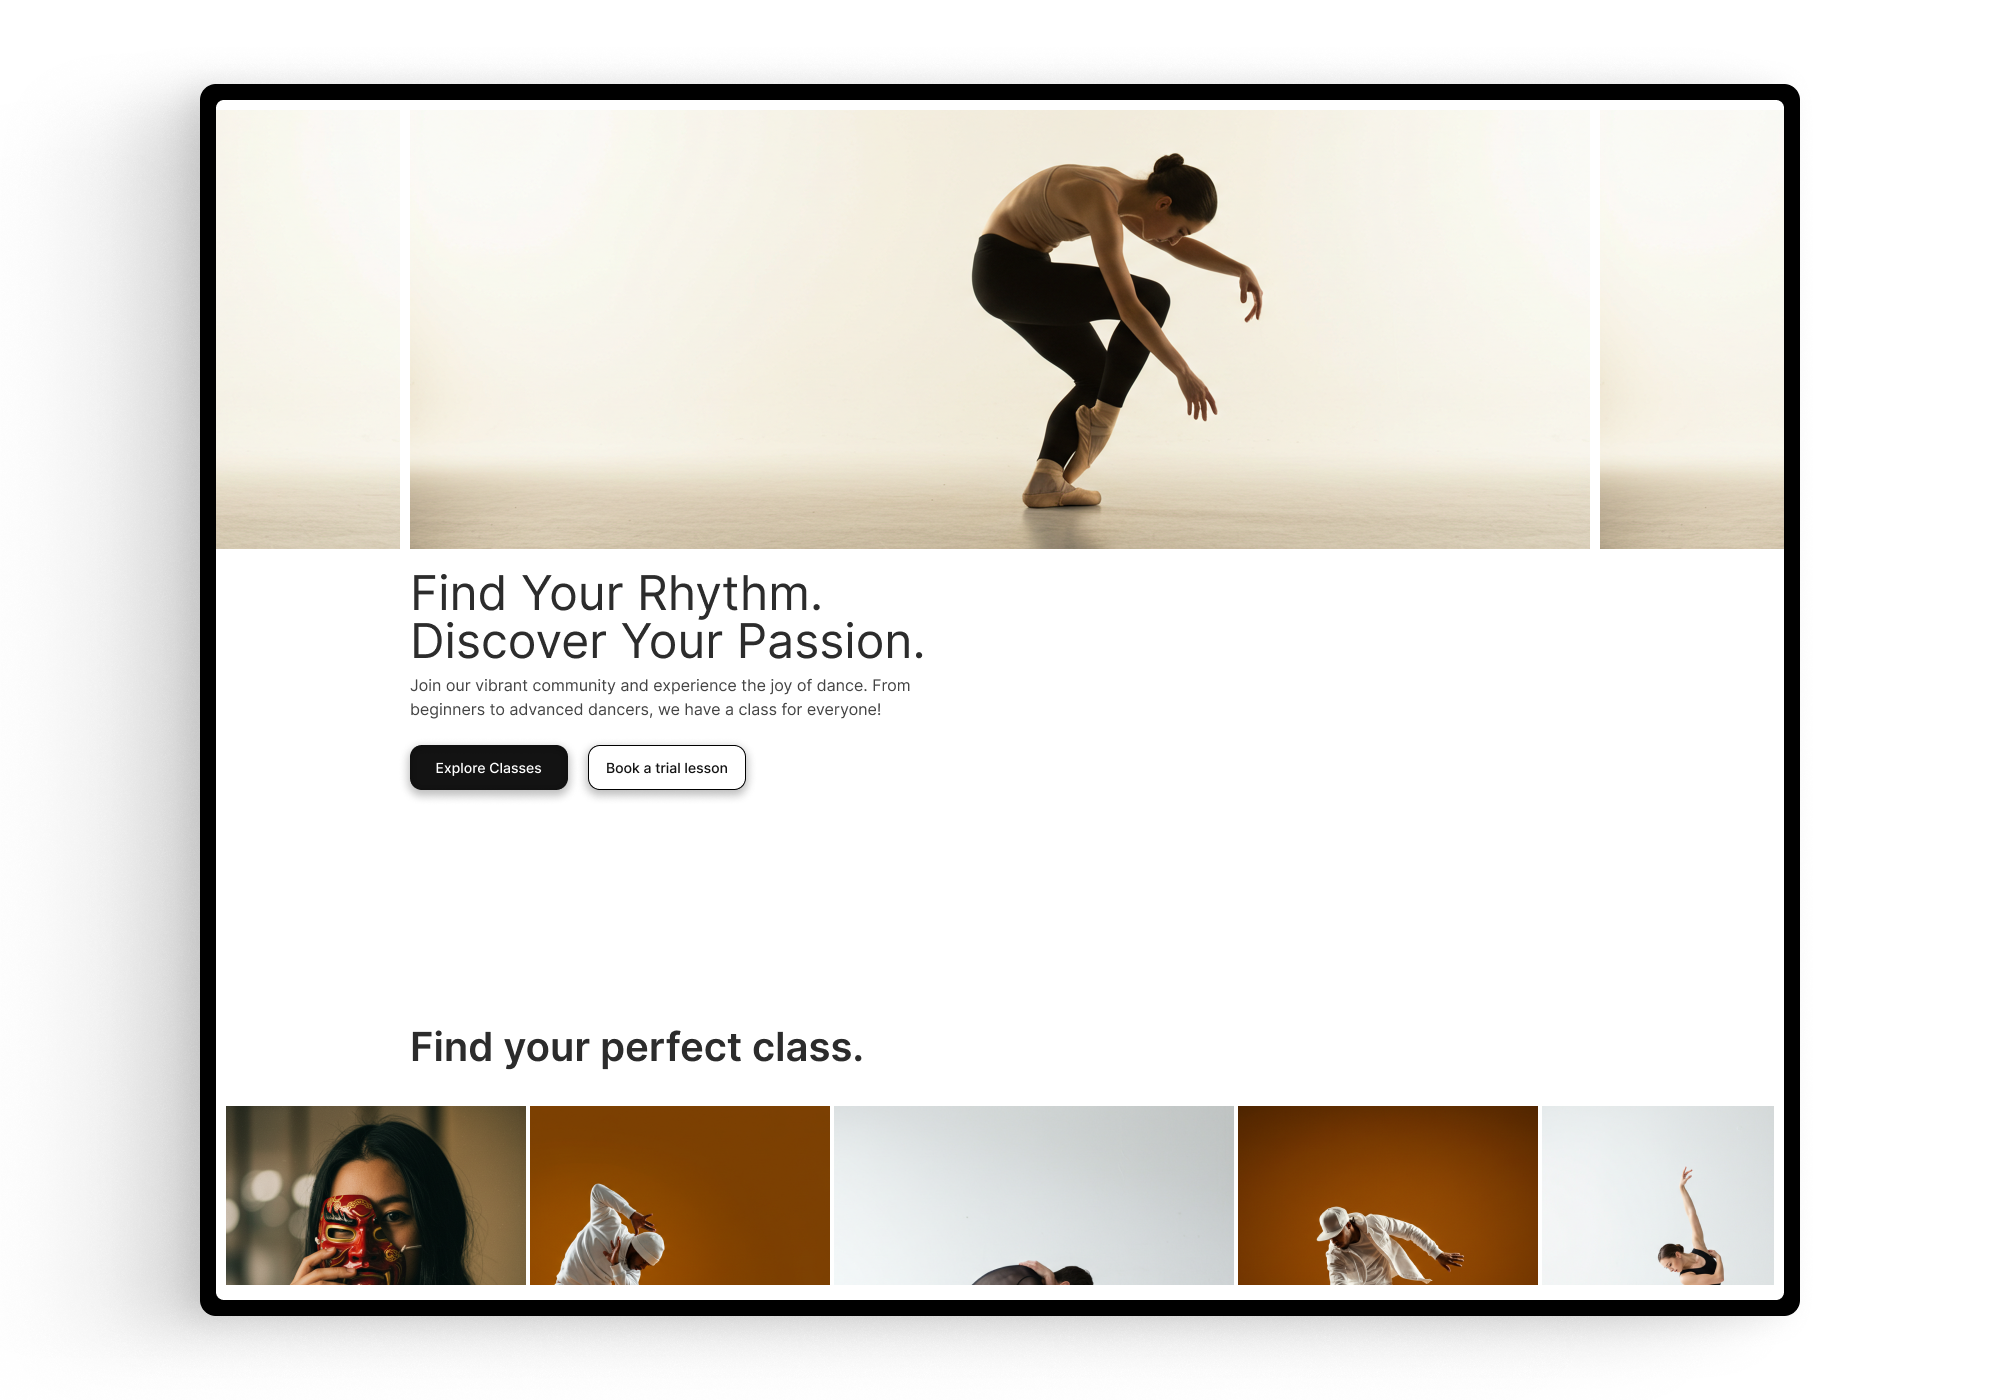 Find Your Rhythm.
Discover Your Passion.
Join our vibrant community and experience the joy of dance. From
beginners to advanced dancers, we have a class for everyone!
Explore Classes
Book a trial lesson
Find your perfect class.